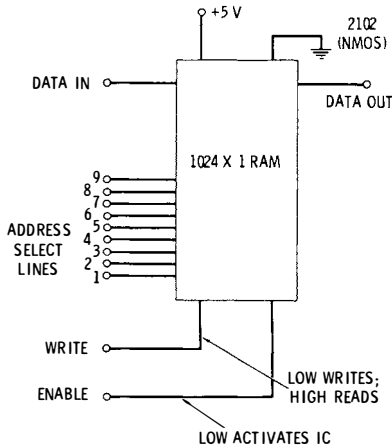 +5 V
2102
(NMOS)
DATA IN
DATA OUT
1024 X 1 RAM
9
8
7
6
5
4
3
2
1
ADDRESS
SELECT
LINES
WRITE
LOW WRITES;
HIGH READS
ENABLE
LOW ACTIVATES IC